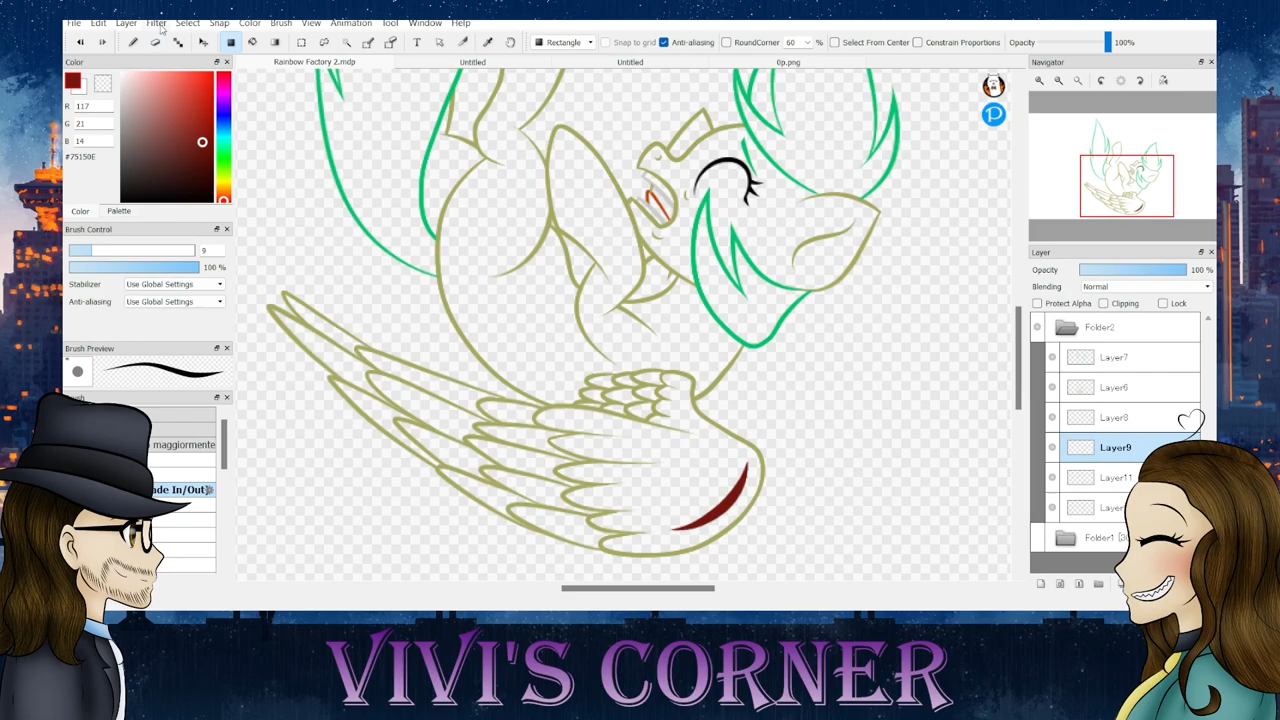 File Edit Layer Filter Select Snap Color Brush View Animation Tool Window Help
Rectangle Snap to grid Anti-aliasing RoundCorner 60 % Select From Center Constrain Proportions Opacity 100%
Color
Rainbow Factory 2.mdp Untitled Untitled 0p.png
Navigator
R 117
G 21
B 14
#75150E
Color Palette
Brush Control
9
100 %
Stabilizer Use Global Settings
Anti-aliasing Use Global Settings
Brush Preview
maggiormente
ade In/Out
Layer
Opacity 100 %
Blending Normal
Protect Alpha Clipping Lock
Folder2
Layer7
Layer6
Layer8
Layer9
Layer11
Folder1
VIVI'S CORNER